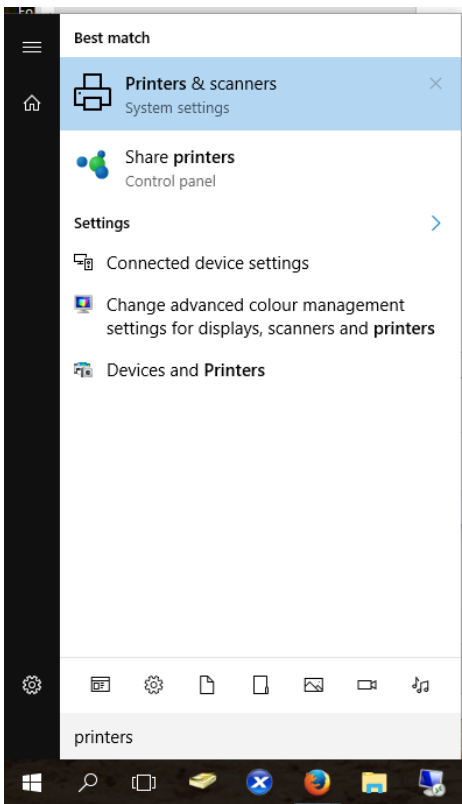 Best match
Printers & scanners
System settings
Share printers
Control panel
Settings
Connected device settings
Change advanced colour management
settings for displays, scanners and printers
Devices and Printers
printers